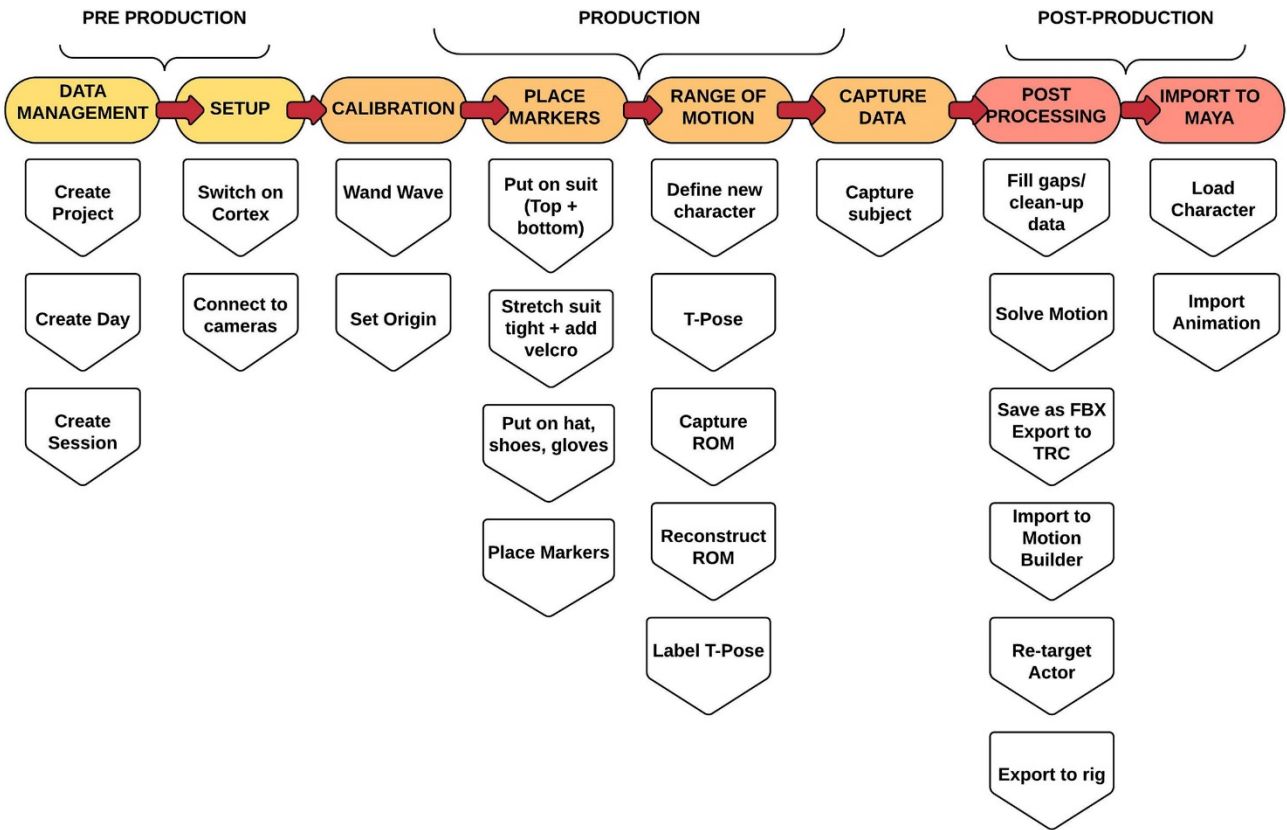 PRE PRODUCTION
PRODUCTION
POST-PRODUCTION
DATA
MANAGEMENT
SETUP
CALIBRATION
PLACE
MARKERS
RANGE OF
MOTION
CAPTURE
DATA
POST
PROCESSING
IMPORT TO
MAYA
Create
Project
Create Day
Create
Session
Switch on
Cortex
Connect to
cameras
Wand Wave
Set Origin
Put on suit
(Top +
bottom)
Stretch suit
tight + add
velcro
Put on hat,
shoes, gloves
Place Markers
Define new
character
T-Pose
Capture
ROM
Reconstruct
ROM
Label T-Pose
Capture
subject
Fill gaps/
clean-up
data
Solve Motion
Save as FBX
Export to
TRC
Import to
Motion
Builder
Re-target
Actor
Export to rig
Load
Character
Import
Animation